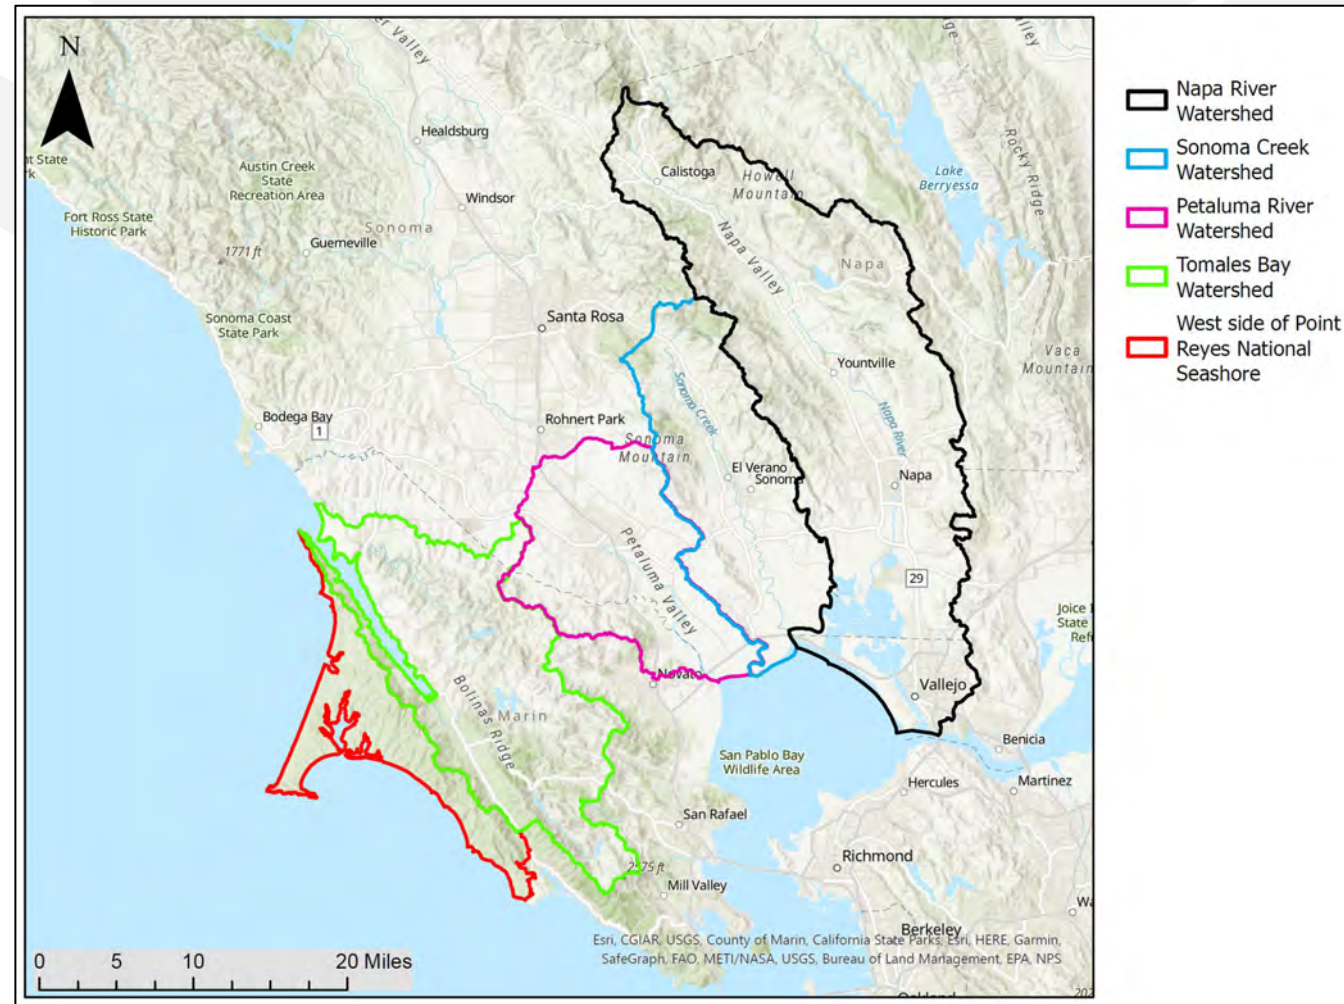 N
Healdsburg
Austin Creek
State
Recreation Area
Fort Ross State
Historic Park
Windsor
Sonoma
Guerneville
1771 ft
Sonoma Coast
State Park
Santa Rosa
Calistoga
Howell
Mountain
Napa Valley
Napa
Lake
Berryessa
Rocky Ridge
Vaca
Mountain
Yountville
Napa River
Sonoma Creek
Bodega Bay
1
Rohnert Park
Sonoma
Mountain
El Verano
Sonoma
Napa
29
Petaluma Valley
Novato
Bolinas Ridge
Marin
Vallejo
Benicia
San Pablo Bay
Wildlife Area
Hercules
Martinez
San Rafael
Richmond
Mill Valley
Berkeley
Esri, CGIAR, USGS, County of Marin, California State Parks, Esri, HERE, Garmin,
SafeGraph, FAO, METI/NASA, USGS, Bureau of Land Management, EPA, NPS
0 5 10 20 Miles
Napa River
Watershed
Sonoma Creek
Watershed
Petaluma River
Watershed
Tomales Bay
Watershed
West side of Point
Reyes National
Seashore